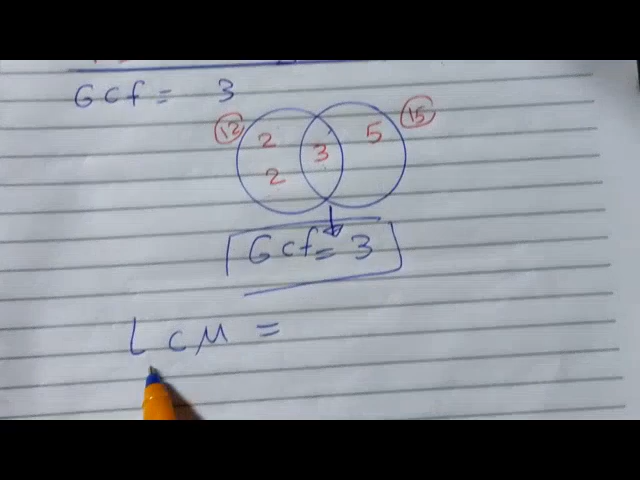 Gcf = 3
12 15
2 5
3
2
Gcf = 3
LCM =